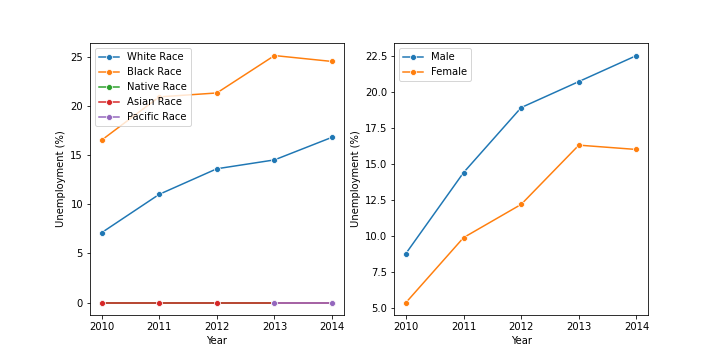 White Race
Black Race
Native Race
Asian Race
Pacific Race
25
20
15
10
5
0
Unemployment (%)
2010 2011 2012 2013 2014
Year
Male
Female
22.5
20.0
17.5
15.0
12.5
10.0
7.5
5.0
Unemployment (%)
2010 2011 2012 2013 2014
Year